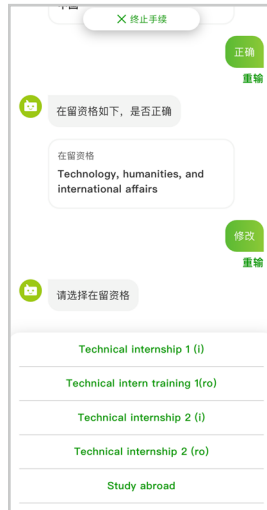 中国
终止手续
正确
重输
在留资格如下，是否正确
在留资格
Technology, humanities, and
international affairs
修改
重输
请选择在留资格
Technical internship 1 (i)
Technical intern training 1(ro)
Technical internship 2 (i)
Technical internship 2 (ro)
Study abroad